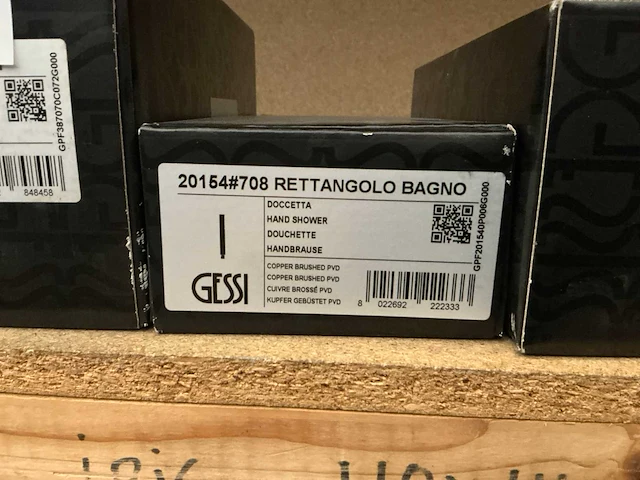 GPF387070C072G000
848458
20154#708 RETTANGOLO BAGNO
DOCCETTA
HAND SHOWER
DOUCHETTE
HANDBRAUSE
GESSI
COPPER BRUSHED PVD
COPPER BRUSHED PVD
CUIVRE BROSSÉ PVD
KUPFER GEBÜSTET PVD
8 022692 222333
GPF201540P008G000